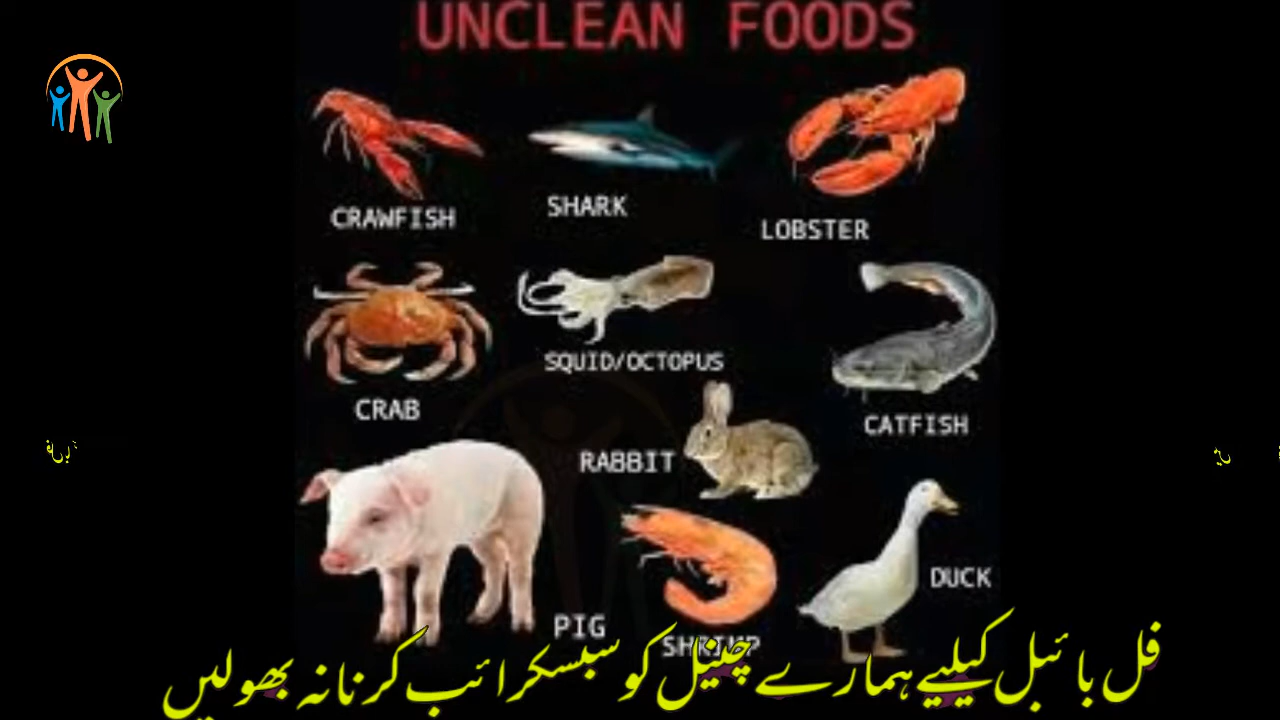 UNCLEAN FOODS
CRAWFISH
SHARK
LOBSTER
CRAB
SQUID/OCTOPUS
CATFISH
RABBIT
PIG
SHRIMP
DUCK
فل بائبل کیلیے ہمارے چینل کو سبسکرائب کرنا نہ بھولیں